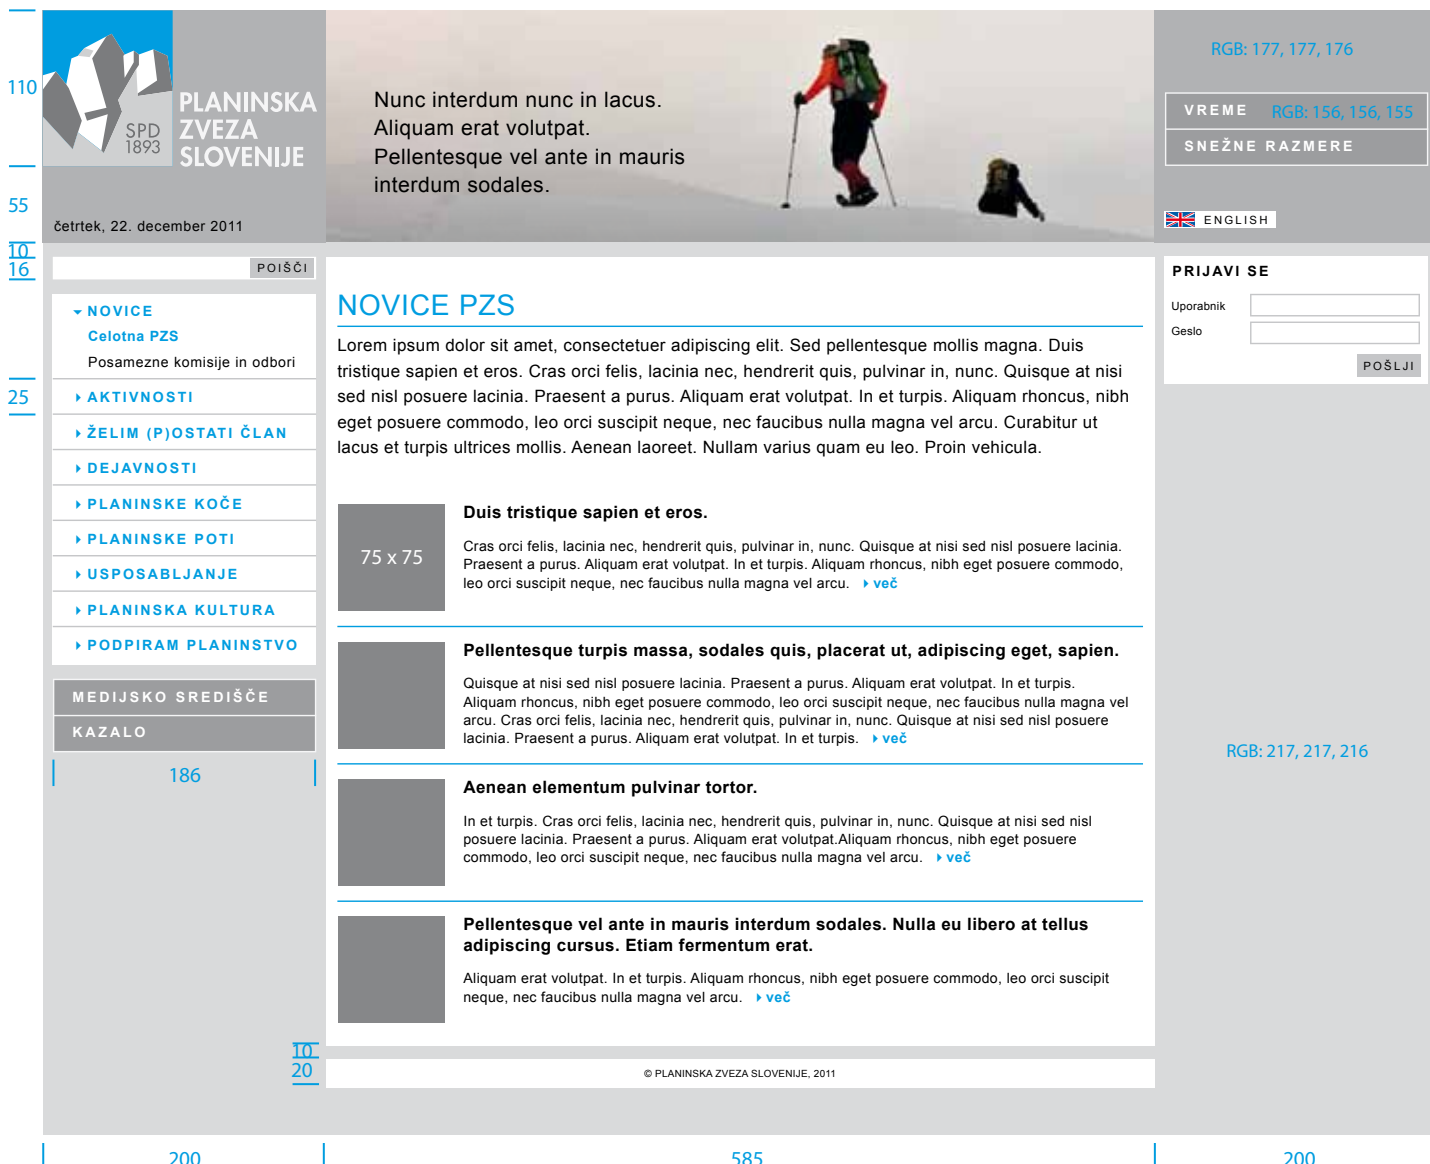 RGB: 177, 177, 176
110
Nunc interdum nunc in lacus.
Aliquam erat volutpat.
Pellentesque vel ante in mauris
interdum sodales.
PLANINSKA
ZVEZA
SLOVENIJE
SPD
1893
VREME RGB: 156, 156, 155
SNEŽNE RAZMERE
55
četrtek, 22. december 2011
ENGLISH
10
16
POIŠČI
PRIJAVI SE
Uporabnik
Geslo
POŠLJI
NOVICE
Celotna PZS
Posamezne komisije in odbori
25
AKTIVNOSTI
ŽELIM (P)OSTATI ČLAN
DEJAVNOSTI
PLANINSKE KOČE
PLANINSKE POTI
USPOSABLJANJE
PLANINSKA KULTURA
PODPIRAM PLANINSTVO
MEDIJSKO SREDIŠČE
KAZALO
186
NOVICE PZS
Lorem ipsum dolor sit amet, consectetuer adipiscing elit. Sed pellentesque mollis magna. Duis
tristique sapien et eros. Cras orci felis, lacinia nec, hendrerit quis, pulvinar in, nunc. Quisque at nisi
sed nisl posuere lacinia. Praesent a purus. Aliquam erat volutpat. In et turpis. Aliquam rhoncus, nibh
eget posuere commodo, leo orci suscipit neque, nec faucibus nulla magna vel arcu. Curabitur ut
lacus et turpis ultrices mollis. Aenean laoreet. Nullam varius quam eu leo. Proin vehicula.
75 x 75
Duis tristique sapien et eros.
Cras orci felis, lacinia nec, hendrerit quis, pulvinar in, nunc. Quisque at nisi sed nisl posuere lacinia.
Praesent a purus. Aliquam erat volutpat. In et turpis. Aliquam rhoncus, nibh eget posuere commodo,
leo orci suscipit neque, nec faucibus nulla magna vel arcu. več
Pellentesque turpis massa, sodales quis, placerat ut, adipiscing eget, sapien.
Quisque at nisi sed nisl posuere lacinia. Praesent a purus. Aliquam erat volutpat. In et turpis.
Aliquam rhoncus, nibh eget posuere commodo, leo orci suscipit neque, nec faucibus nulla magna vel
arcu. Cras orci felis, lacinia nec, hendrerit quis, pulvinar in, nunc. Quisque at nisi sed nisl posuere
lacinia. Praesent a purus. Aliquam erat volutpat. In et turpis. več
RGB: 217, 217, 216
Aenean elementum pulvinar tortor.
In et turpis. Cras orci felis, lacinia nec, hendrerit quis, pulvinar in, nunc. Quisque at nisi sed nisl
posuere lacinia. Praesent a purus. Aliquam erat volutpat.Aliquam rhoncus, nibh eget posuere
commodo, leo orci suscipit neque, nec faucibus nulla magna vel arcu. več
Pellentesque vel ante in mauris interdum sodales. Nulla eu libero at tellus
adipiscing cursus. Etiam fermentum erat.
Aliquam erat volutpat. In et turpis. Aliquam rhoncus, nibh eget posuere commodo, leo orci suscipit
neque, nec faucibus nulla magna vel arcu. več
10
20
© PLANINSKA ZVEZA SLOVENIJE, 2011
200
585
200